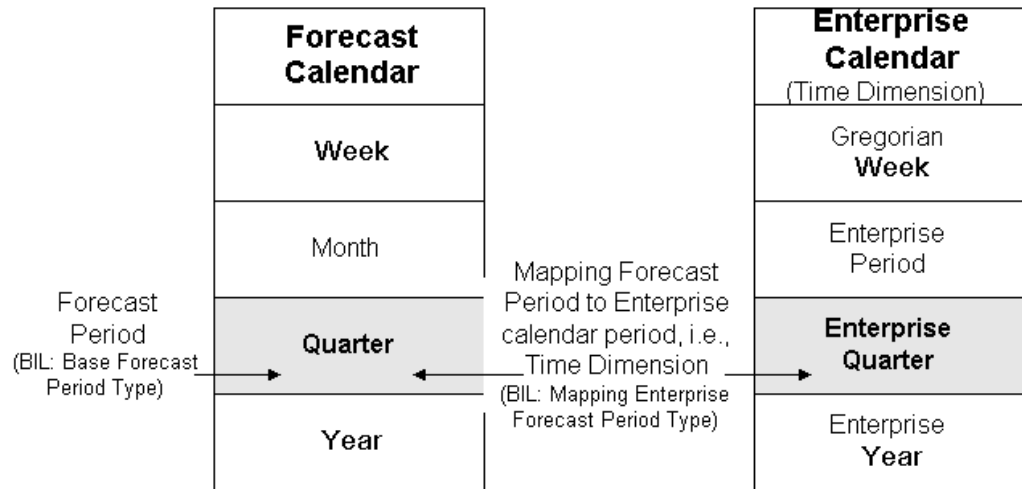 Forecast
Calendar
Week
Month
Quarter
Year
Forecast
Period
(BIL: Base Forecast
Period Type)
Mapping Forecast
Period to Enterprise
calendar period, i.e.,
Time Dimension
(BIL: Mapping Enterprise
Forecast Period Type)
Enterprise
Calendar
(Time Dimension)
Gregorian
Week
Enterprise
Period
Enterprise
Quarter
Enterprise
Year